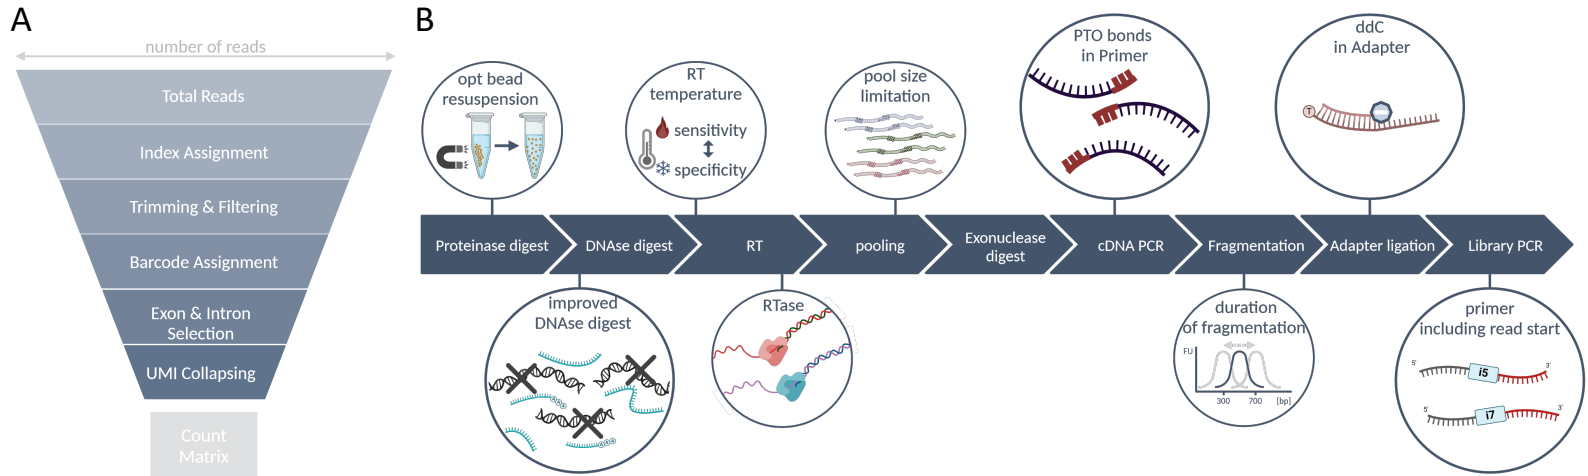 A
number of reads
Total Reads
Index Assignment
Trimming & Filtering
Barcode Assignment
Exon & Intron
Selection
UMI Collapsing
Count
Matrix
B
opt bead
resuspension
RT
temperature
sensitivity
specificity
pool size
limitation
PTO bonds
in Primer
ddC
in Adapter
T
Proteinase digest
DNAse digest
RT
pooling
Exonuclease
digest
cDNA PCR
Fragmentation
Adapter ligation
Library PCR
improved
DNAse digest
AAA
AAA
RTase
duration
of fragmentation
FU
300
700
[bp]
primer
including read start
5'
i5
3'
5'
i7
3'